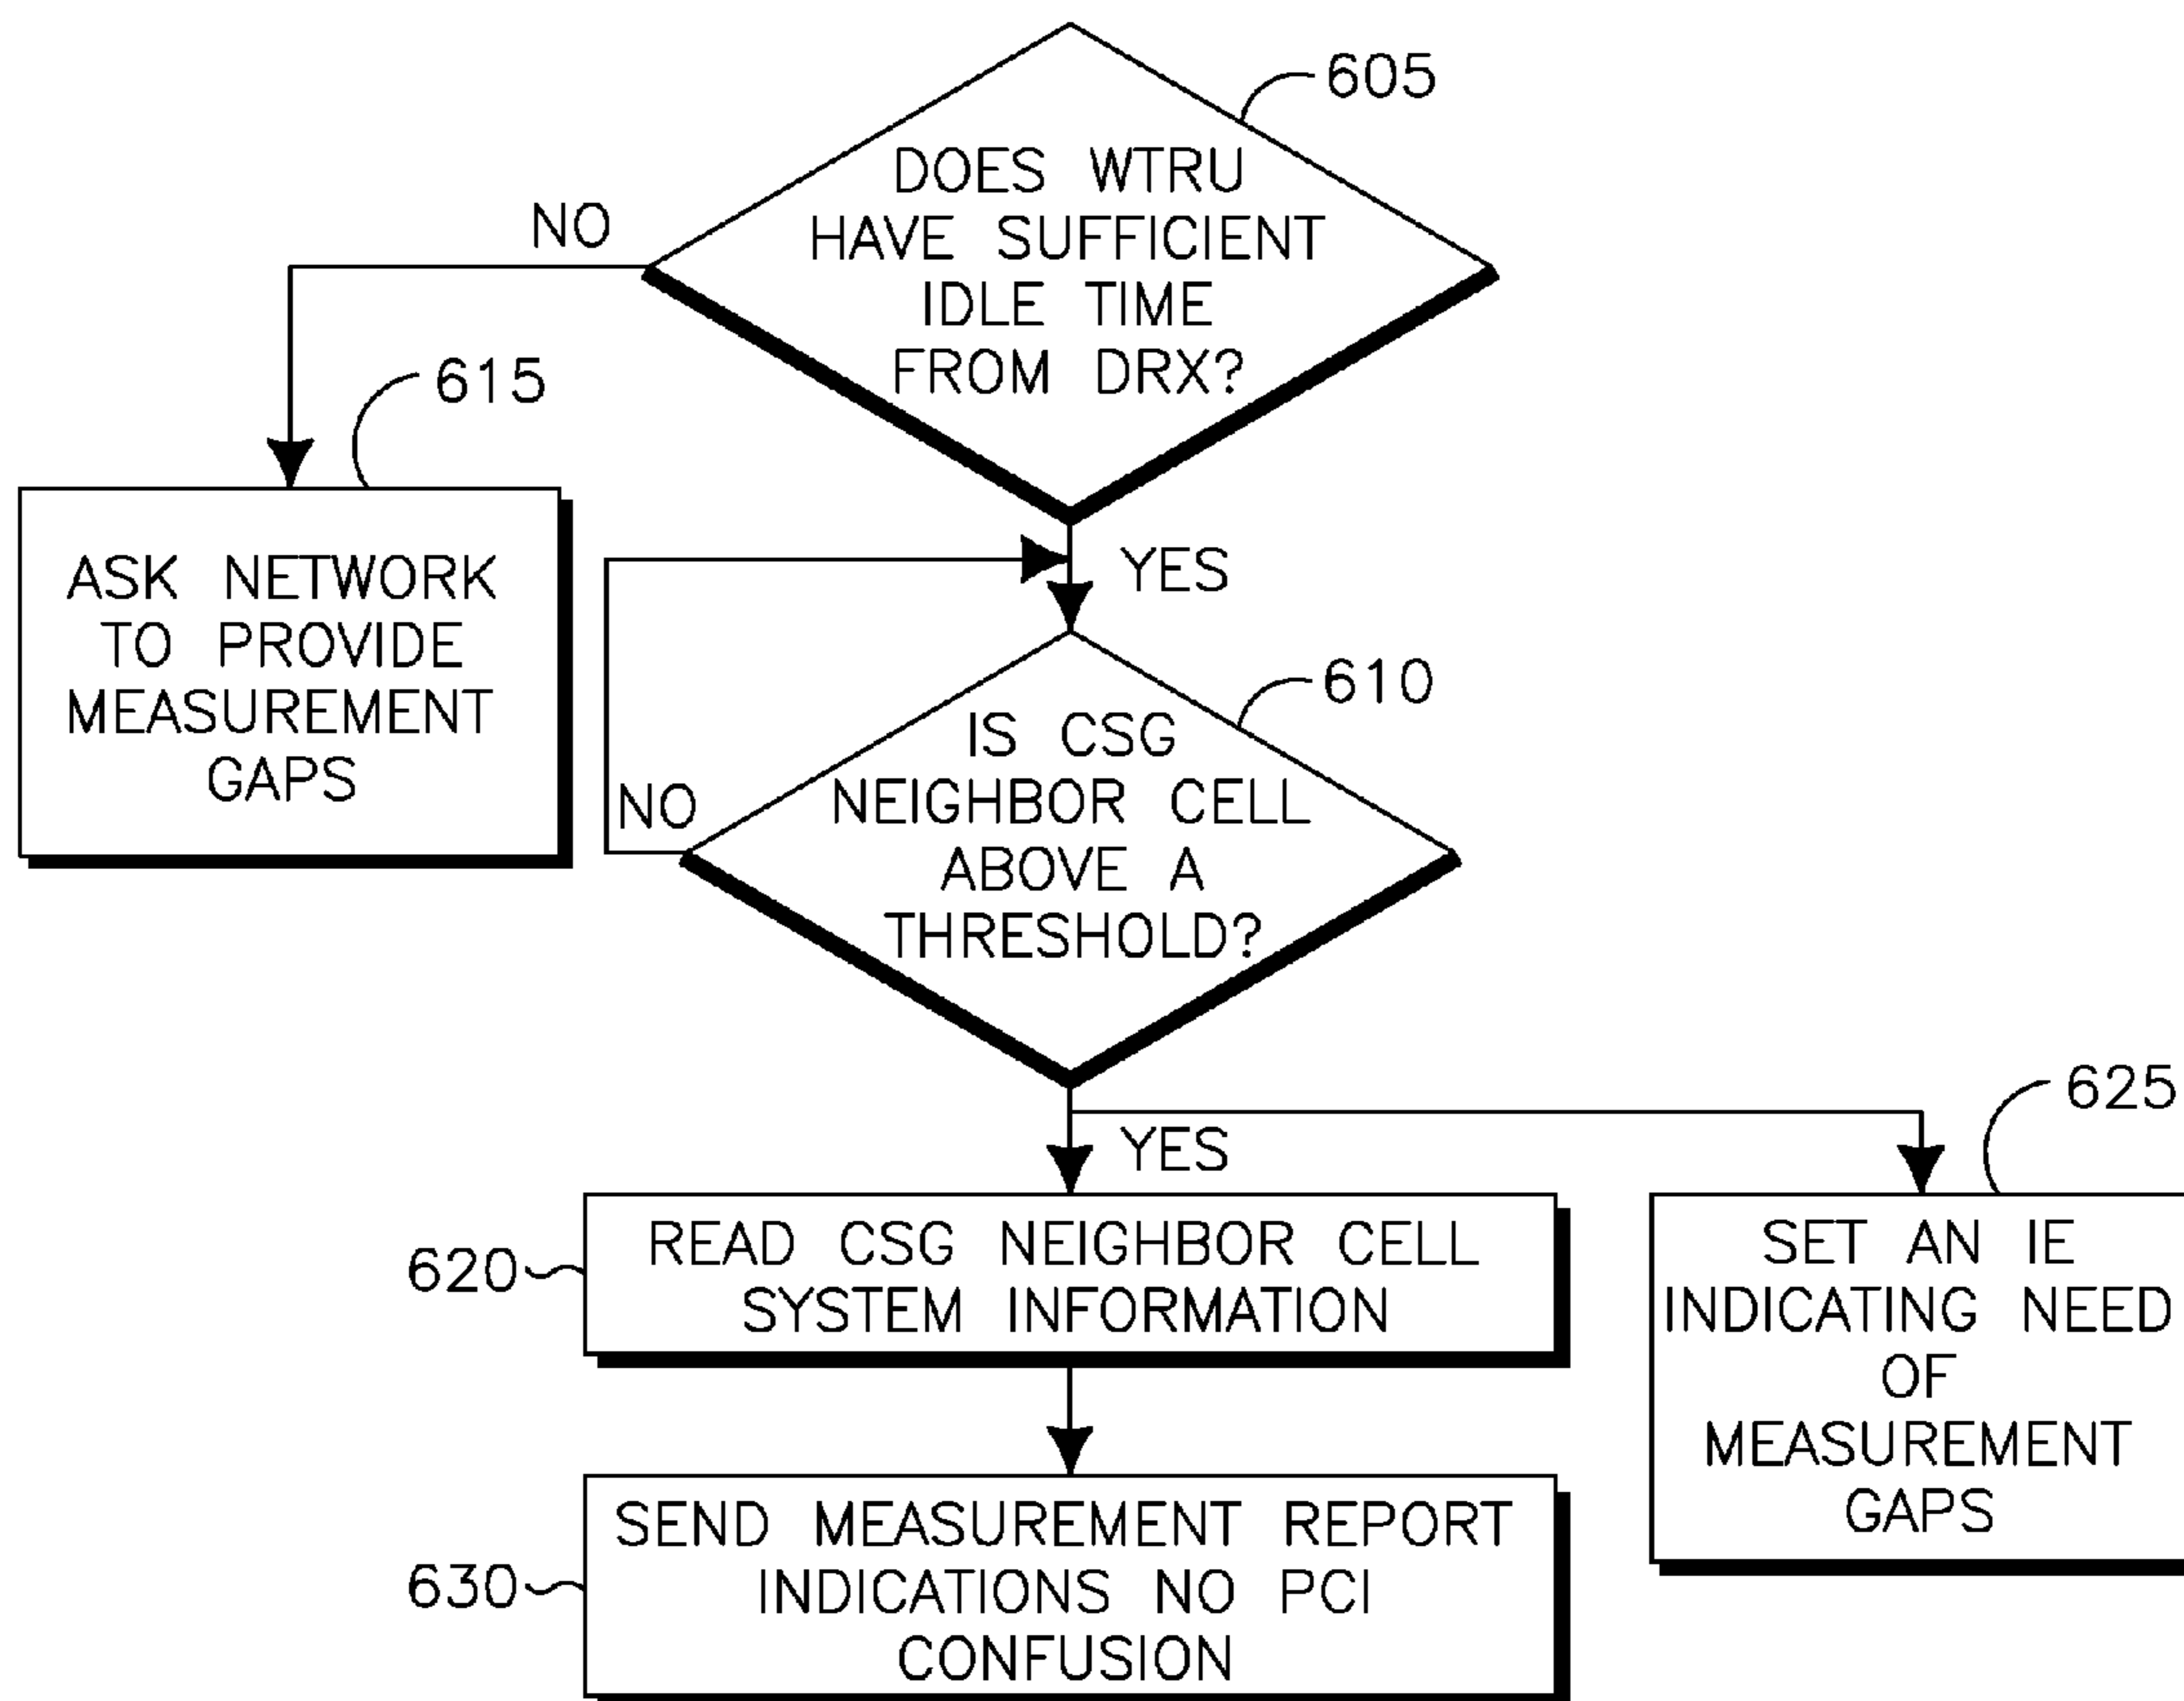 605
DOES WTRU
HAVE SUFFICIENT
IDLE TIME
FROM DRX?
NO
615
ASK NETWORK
TO PROVIDE
MEASUREMENT
GAPS
YES
610
IS CSG
NEIGHBOR CELL
ABOVE A
THRESHOLD?
NO
YES
625
620
READ CSG NEIGHBOR CELL
SYSTEM INFORMATION
SET AN IE
INDICATING NEED
OF
MEASUREMENT
GAPS
630
SEND MEASUREMENT REPORT
INDICATIONS NO PCI
CONFUSION